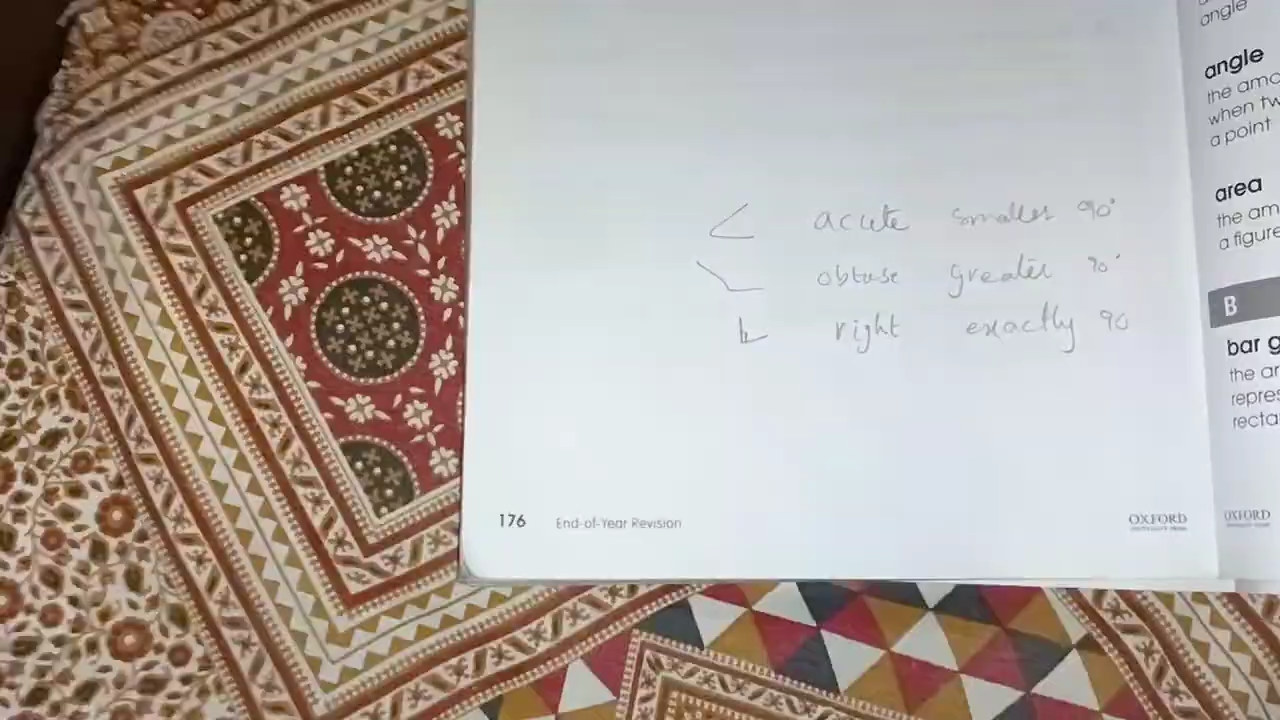 acute smaller 90°
obtuse greater 90°
right exactly 90
176 End-of-Year Revision
OXFORD
angle
angle
the amo
when tw
a point
area
the am
a figure
B
bar g
the ar
repres
recta
OXFORD